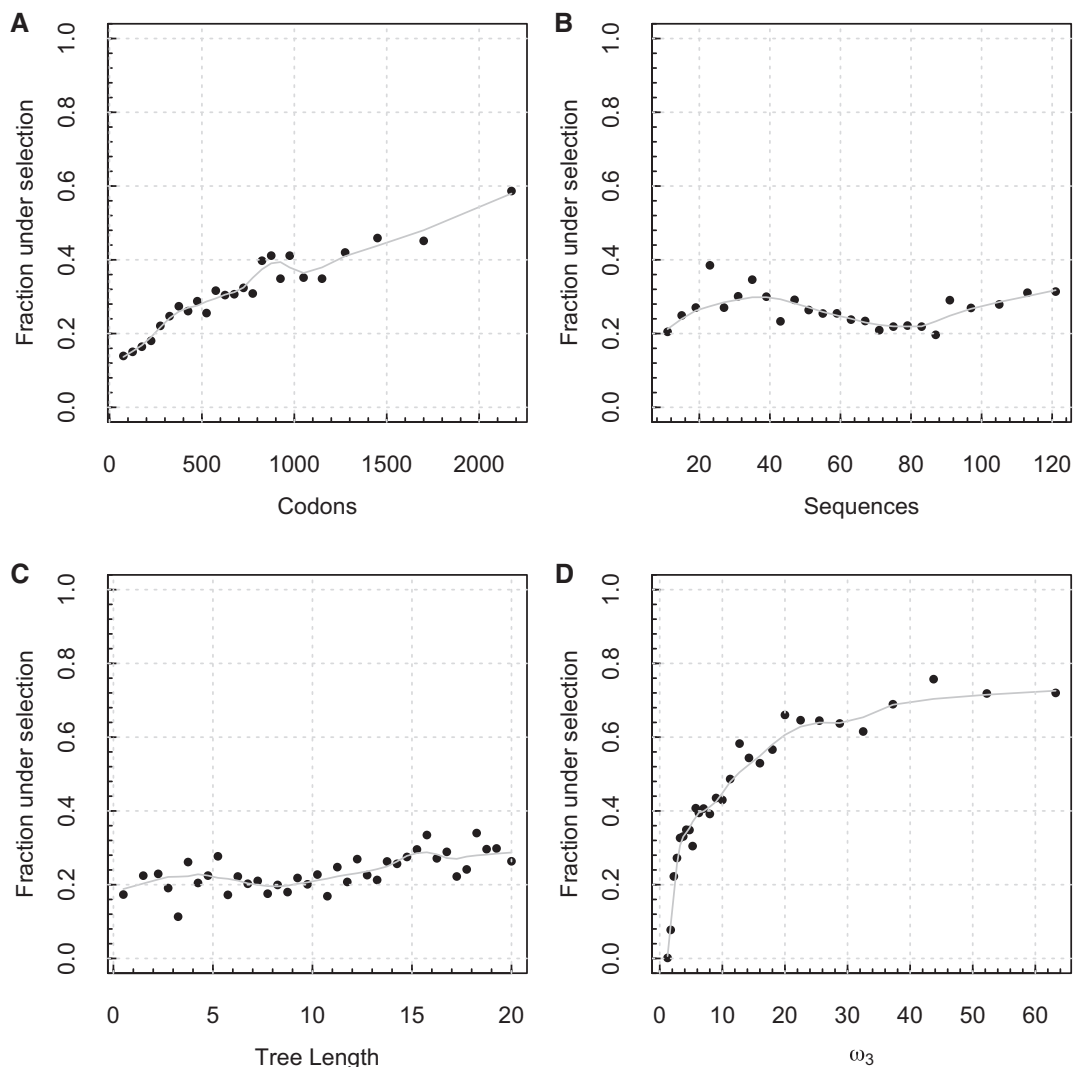 A
Fraction under selection
0.0 0.2 0.4 0.6 0.8 1.0
0 500 1000 1500 2000
Codons
B
Fraction under selection
0.0 0.2 0.4 0.6 0.8 1.0
20 40 60 80 100 120
Sequences
C
Fraction under selection
0.0 0.2 0.4 0.6 0.8 1.0
0 5 10 15 20
Tree Length
D
Fraction under selection
0.0 0.2 0.4 0.6 0.8 1.0
0 10 20 30 40 50 60
ω3